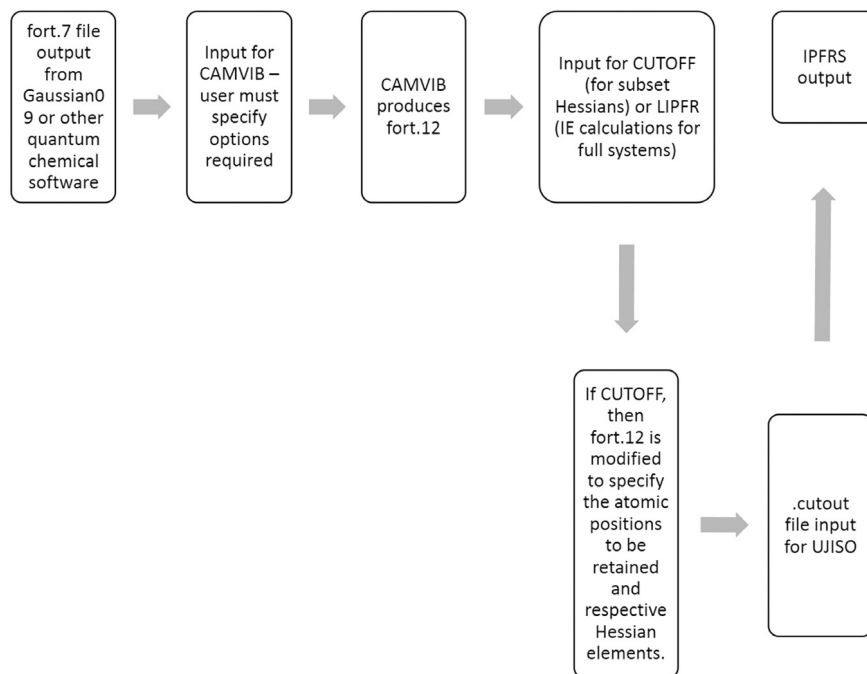 fort.7 file
output
from
Gaussian0
9 or other
quantum
chemical
software
Input for
CAMVIB –
user must
specify
options
required
CAMVIB
produces
fort.12
Input for CUTOFF
(for subset
Hessians) or LIPFR
(IE calculations for
full systems)
If CUTOFF,
then
fort.12 is
modified
to specify
the atomic
positions
to be
retained
and
respective
Hessian
elements.
.cutout
file input
for UJISO
IPFRS
output